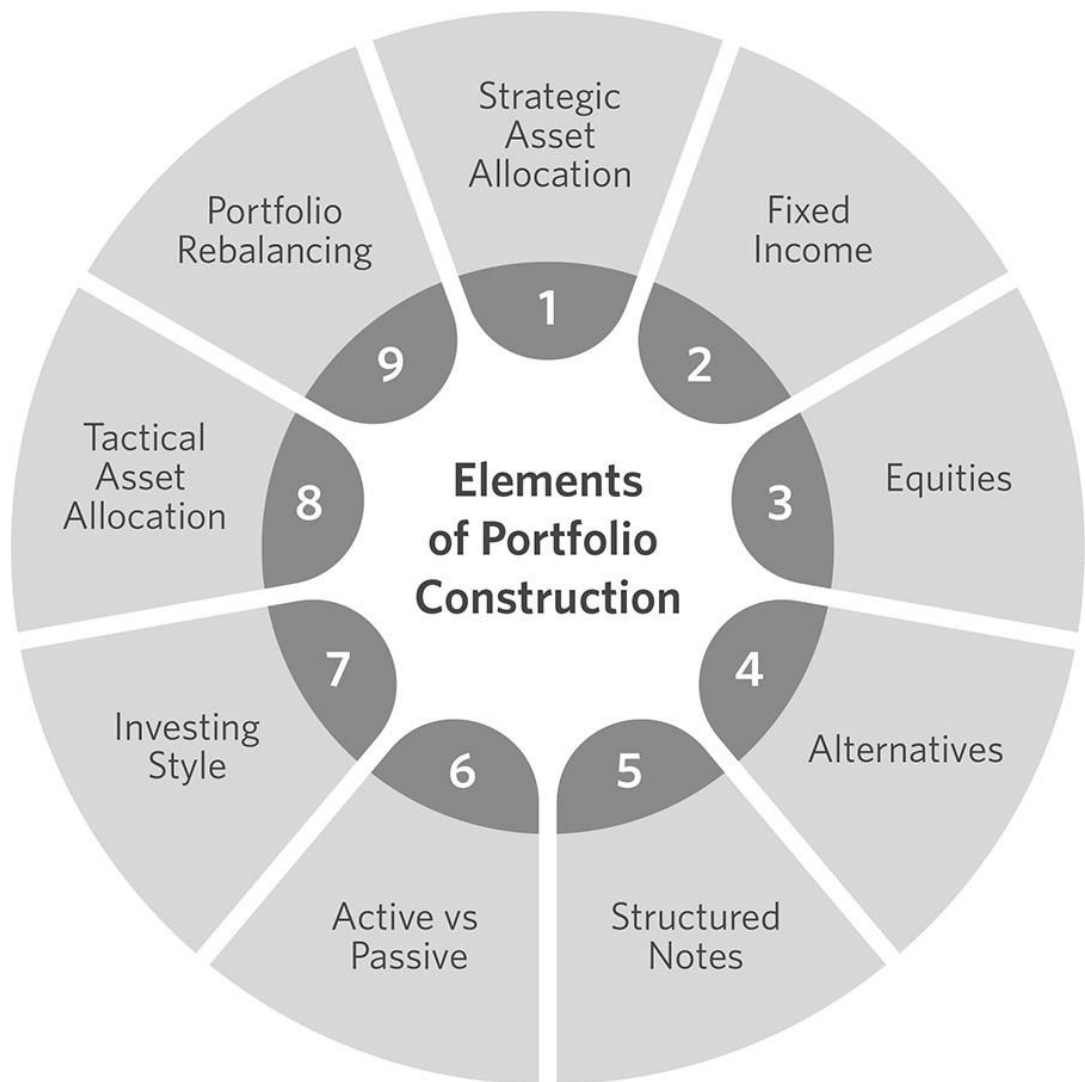 Elements
of Portfolio
Construction
1
Strategic
Asset
Allocation
2
Fixed
Income
3
Equities
4
Alternatives
5
Structured
Notes
6
Active vs
Passive
7
Investing
Style
8
Tactical
Asset
Allocation
9
Portfolio
Rebalancing